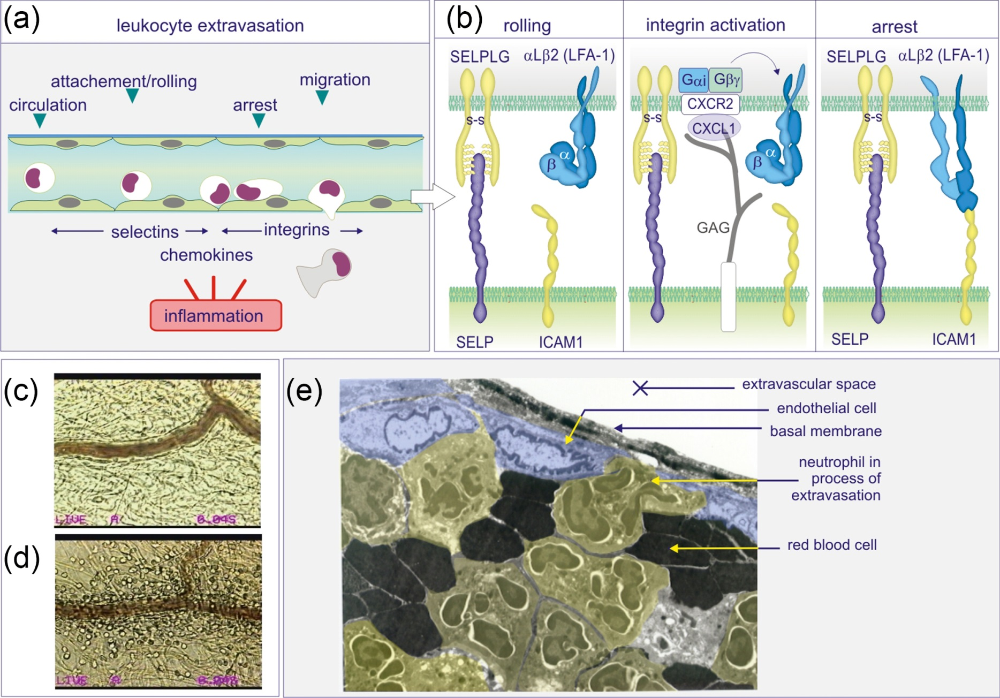 (a)
leukocyte extravasation
attachement/rolling
migration
circulation
arrest
selectins
integrins
chemokines
inflammation
(b)
rolling
integrin activation
arrest
SELPLG
αLβ2 (LFA-1)
s-s
α
β
SELP
ICAM1
Gαi
Gβγ
CXCR2
CXCL1
s-s
α
β
GAG
SELPLG
αLβ2 (LFA-1)
s-s
SELP
ICAM1
(c)
LIVE A 0.04S
(d)
LIVE A
(e)
extravascular space
endothelial cell
basal membrane
neutrophil in
process of
extravasation
red blood cell